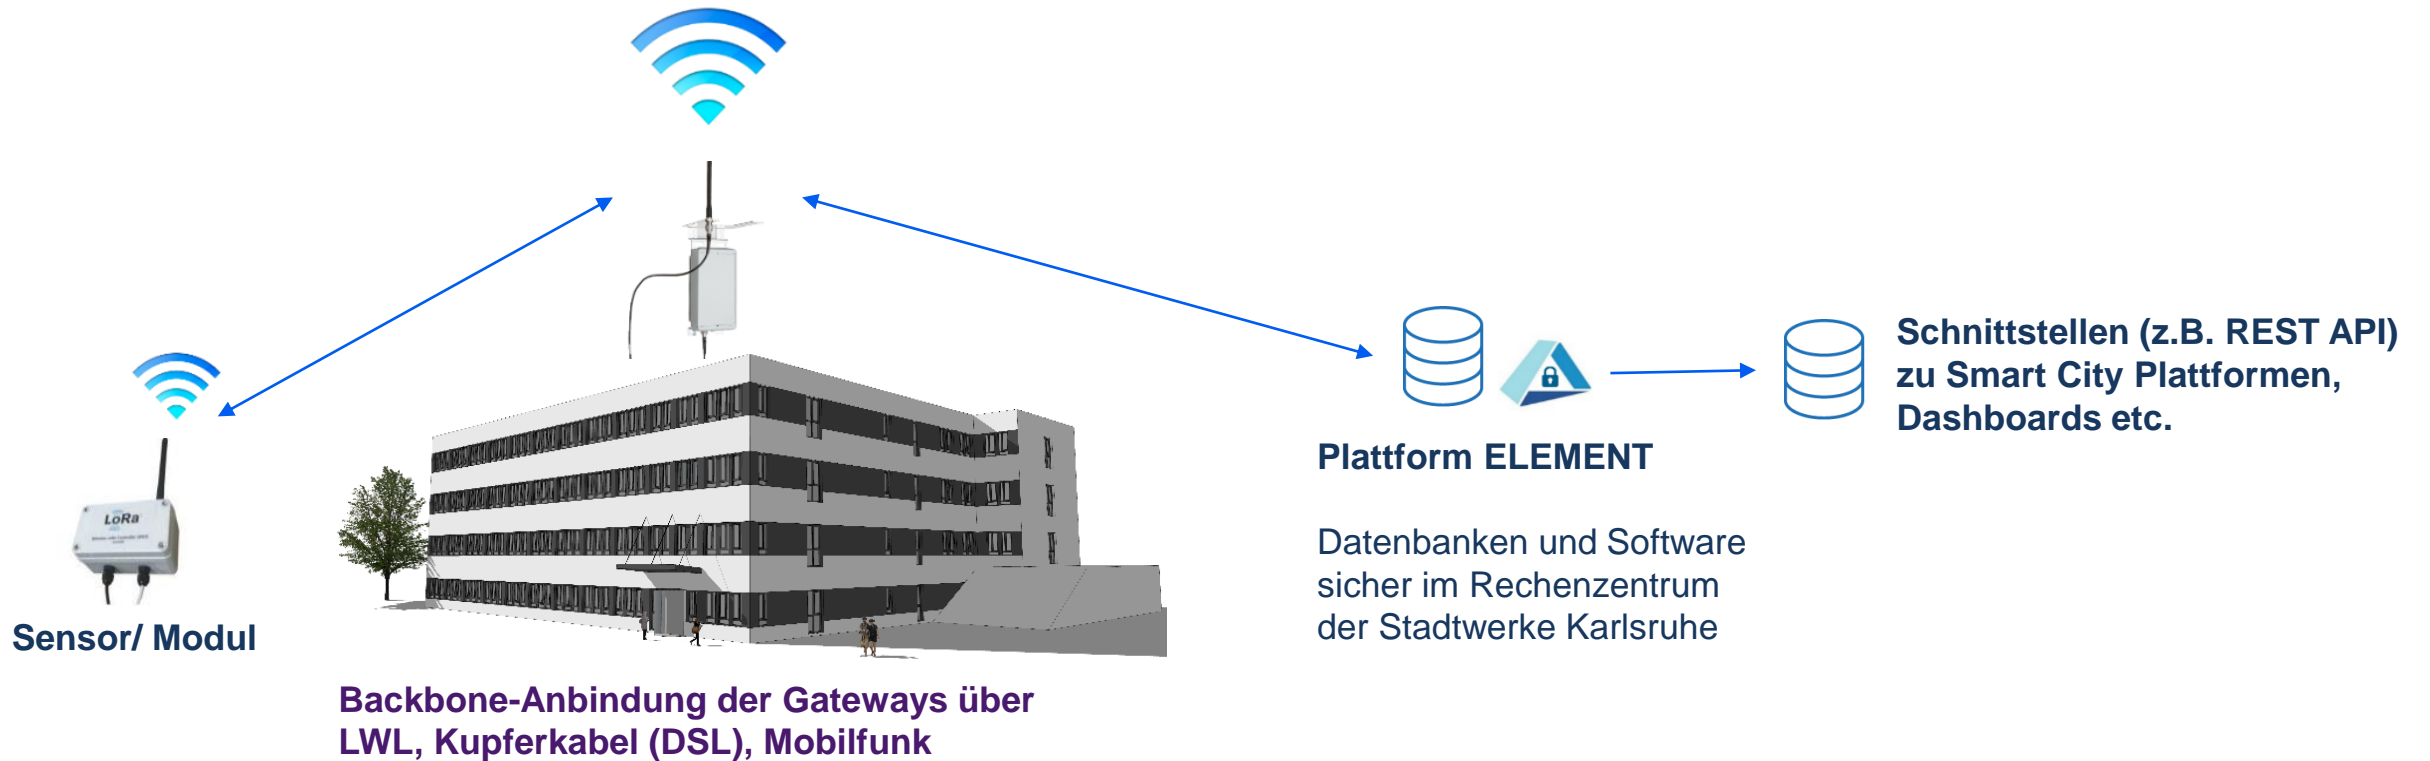 LoRa
Sensor/ Modul
Backbone-Anbindung der Gateways über
LWL, Kupferkabel (DSL), Mobilfunk
Plattform ELEMENT
Datenbanken und Software
sicher im Rechenzentrum
der Stadtwerke Karlsruhe
Schnittstellen (z.B. REST API)
zu Smart City Plattformen,
Dashboards etc.